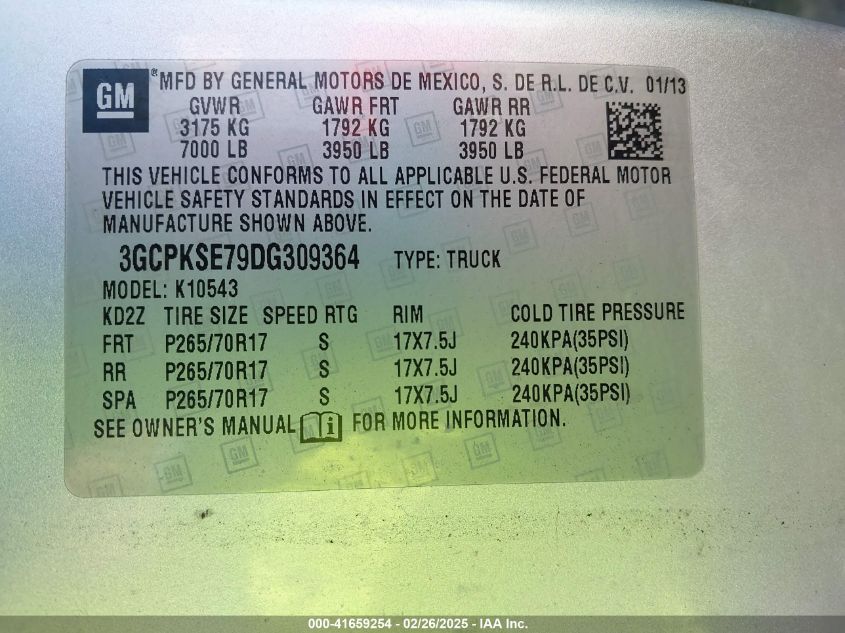 GM ® MFD BY GENERAL MOTORS DE MEXICO, S. DE R.L. DE C.V. 01/13
GVWR GAWR FRT GAWR RR
3175 KG 1792 KG 1792 KG
7000 LB 3950 LB 3950 LB
THIS VEHICLE CONFORMS TO ALL APPLICABLE U.S. FEDERAL MOTOR
VEHICLE SAFETY STANDARDS IN EFFECT ON THE DATE OF
MANUFACTURE SHOWN ABOVE.
3GCPKSE79DG309364 TYPE: TRUCK
MODEL: K10543
KD2Z TIRE SIZE SPEED RTG RIM COLD TIRE PRESSURE
FRT P265/70R17 S 17X7.5J 240KPA(35PSI)
RR P265/70R17 S 17X7.5J 240KPA(35PSI)
SPA P265/70R17 S 17X7.5J 240KPA(35PSI)
SEE OWNER'S MANUAL i FOR MORE INFORMATION.
000-41659254 - 02/26/2025 - IAA Inc.